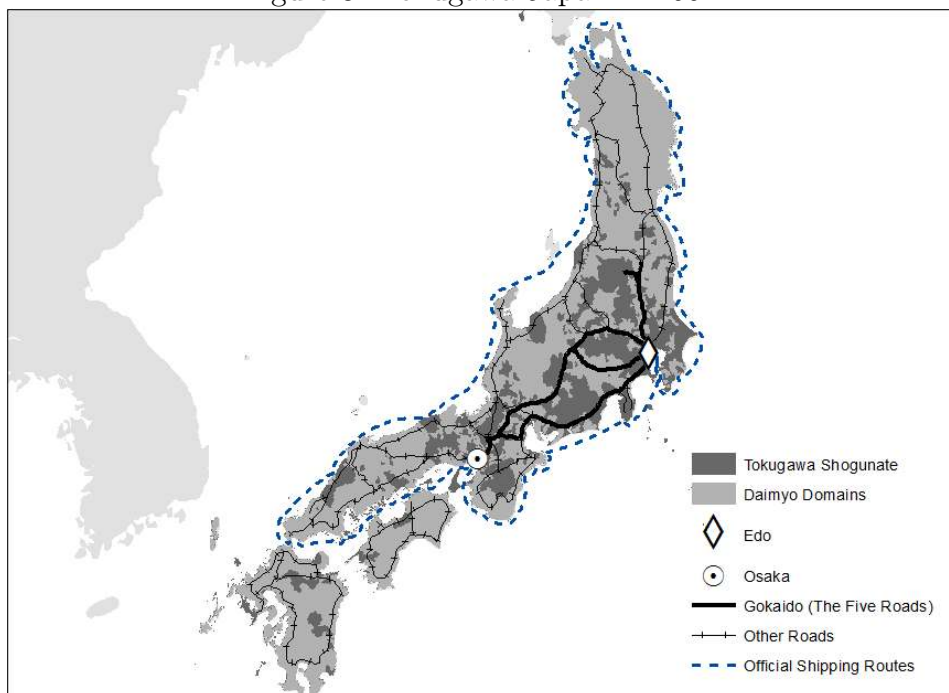 Tokugawa Shogunate
Daimyo Domains
Edo
Osaka
Gokaido (The Five Roads)
Other Roads
Official Shipping Routes